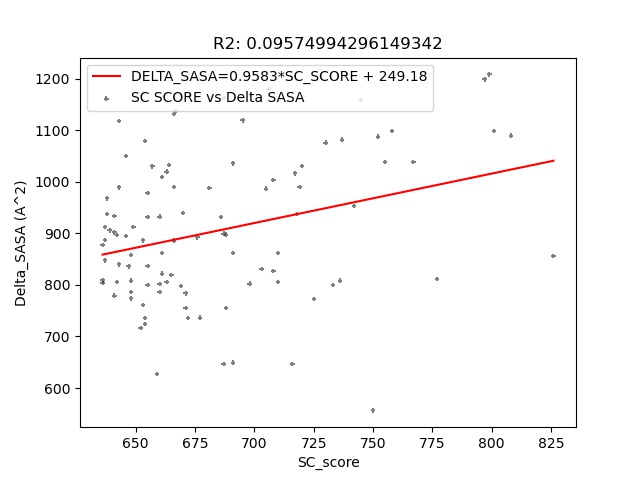 R2: 0.09574994296149342
DELTA_SASA=0.9583*SC_SCORE + 249.18
SC SCORE vs Delta SASA
1200
1100
1000
900
800
700
600
Delta_SASA (A^2)
650 675 700 725 750 775 800 825
SC_score